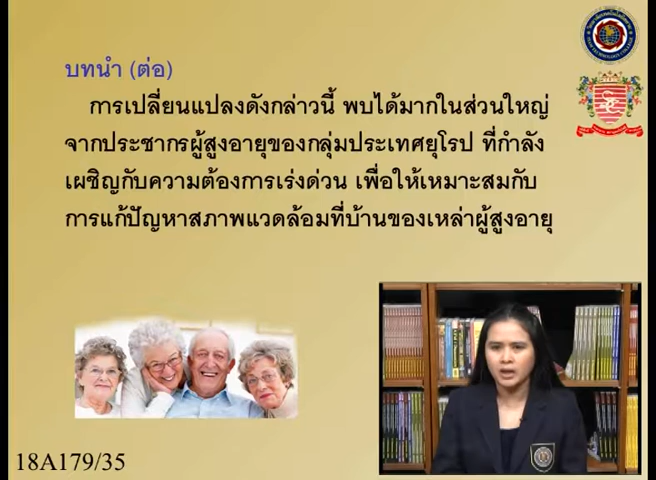 บทนำ (ต่อ)
การเปลี่ยนแปลงดังกล่าวนี้ พบได้มากในส่วนใหญ่
จากประชากรผู้สูงอายุของกลุ่มประเทศยุโรป ที่กำลัง
เผชิญกับความต้องการเร่งด่วน เพื่อให้เหมาะสมกับ
การแก้ปัญหาสภาพแวดล้อมที่บ้านของเหล่าผู้สูงอายุ
18A179/35